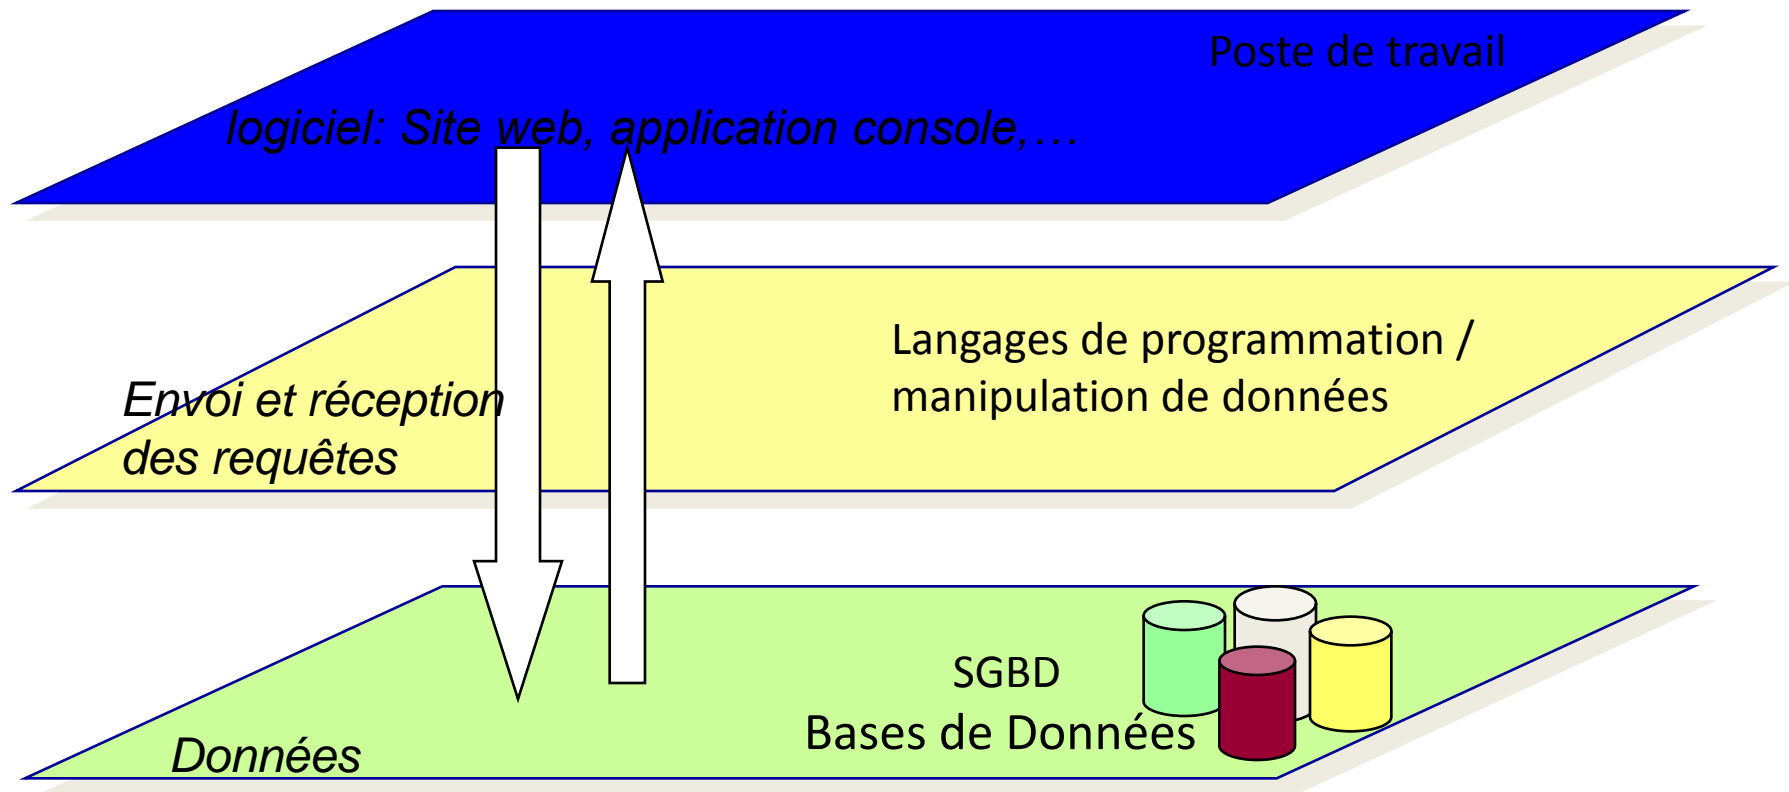 Poste de travail
logiciel: Site web, application console,…
Langages de programmation /
manipulation de données
Envoi et réception
des requêtes
SGBD
Bases de Données
Données